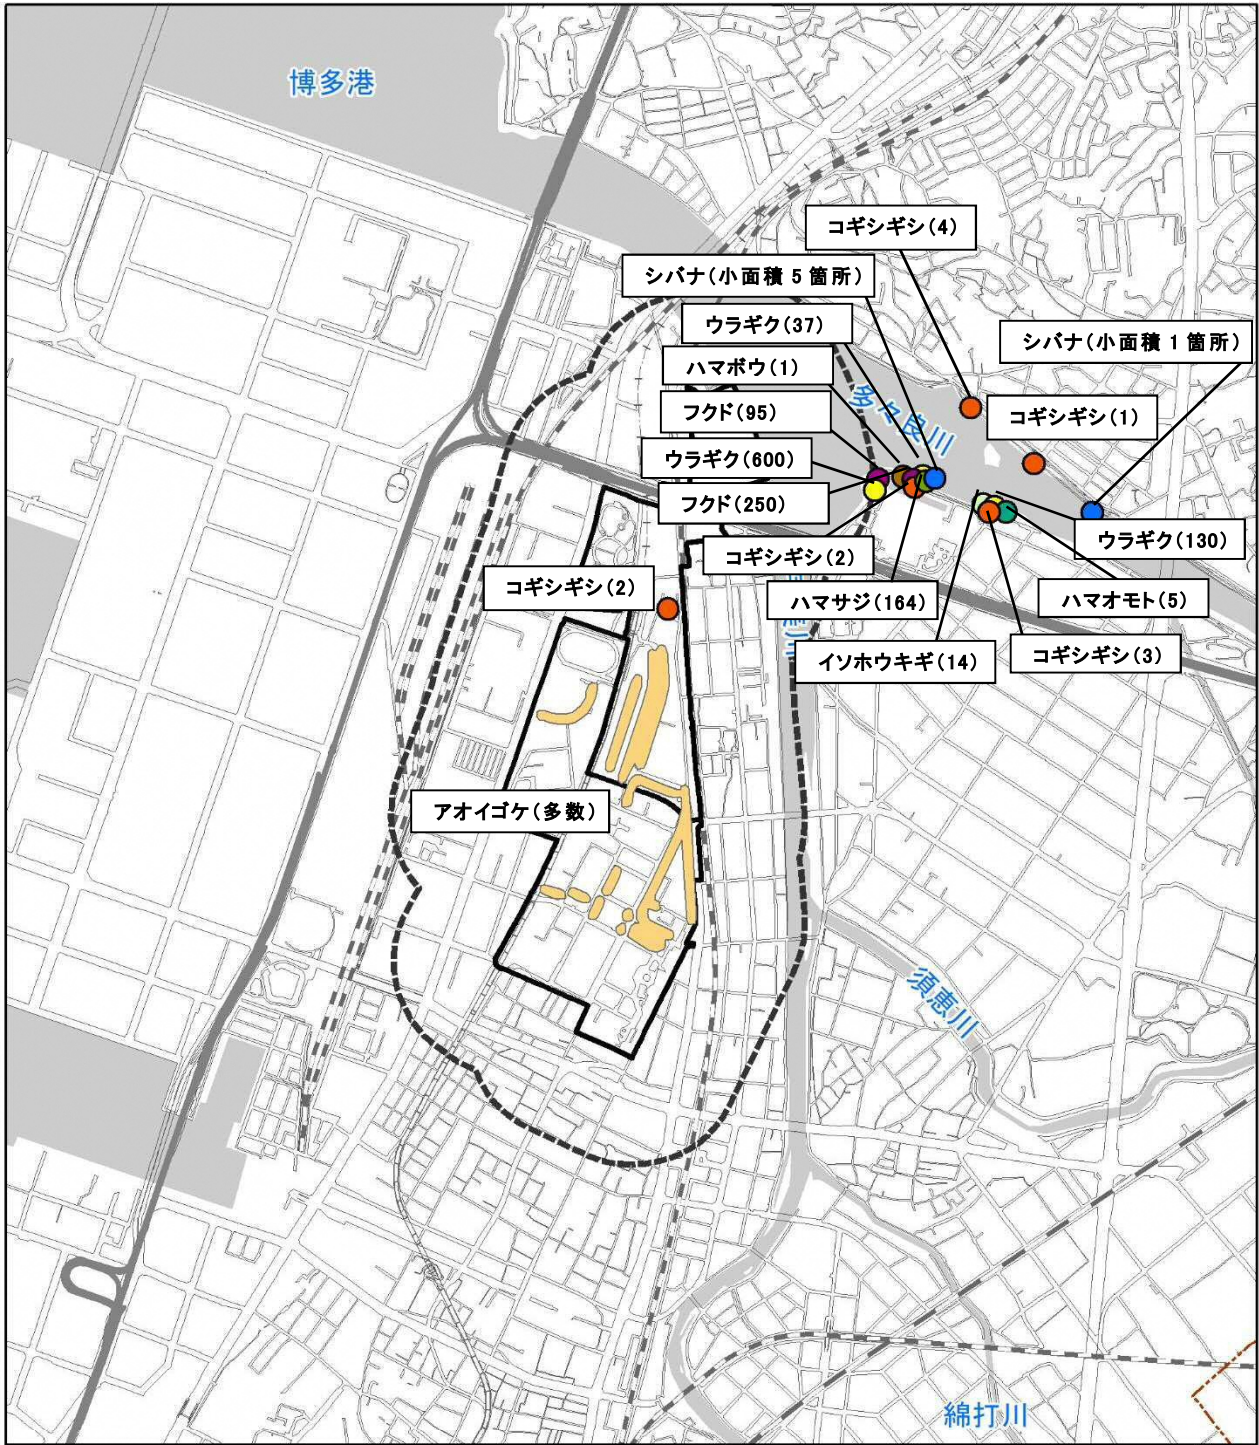 博多港
コギシギシ(4)
シバナ(小面積 5 箇所)
ウラギク(37)
シバナ(小面積 1 箇所)
ハマボウ(1)
多々良川
フクド(95)
コギシギシ(1)
ウラギク(600)
フクド(250)
ウラギク(130)
コギシギシ(2)
コギシギシ(2)
ハマサジ(164)
ハマオモト(5)
イソホウキギ(14)
コギシギシ(3)
アオイゴケ(多数)
須恵川
綿打川